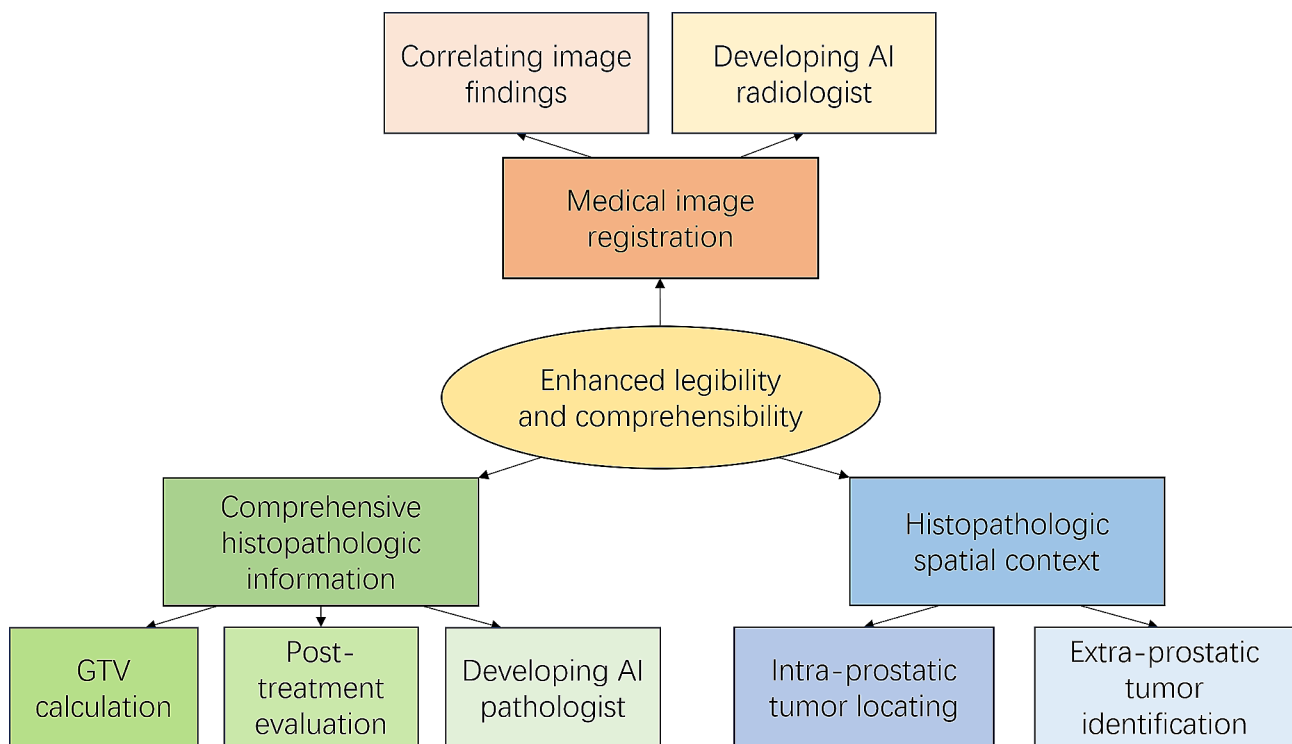 Correlating image
findings
Developing AI
radiologist
Medical image
registration
Enhanced legibility
and comprehensibility
Comprehensive
histopathologic
information
Histopathologic
spatial context
GTV
calculation
Post-
treatment
evaluation
Developing AI
pathologist
Intra-prostatic
tumor locating
Extra-prostatic
tumor
identification